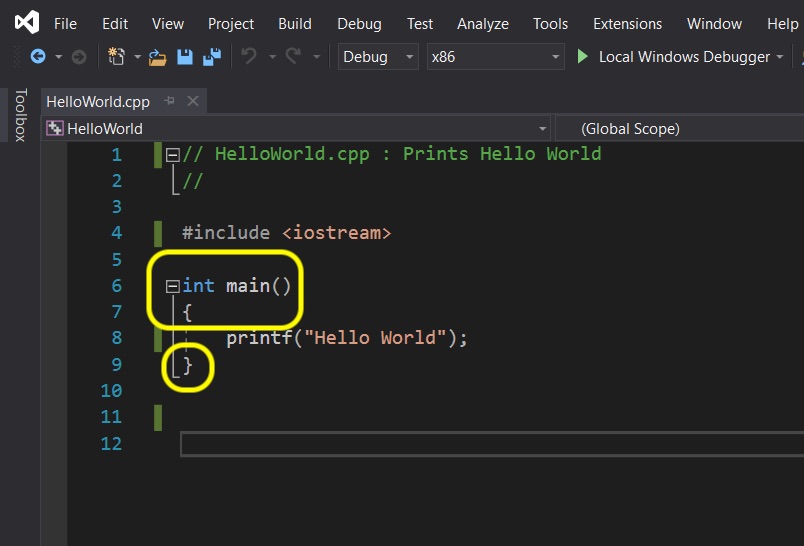 File Edit View Project Build Debug Test Analyze Tools Extensions Window Help
Debug x86 Local Windows Debugger
Toolbox
HelloWorld.cpp
HelloWorld (Global Scope)
1 // HelloWorld.cpp : Prints Hello World
2 //
3
4 #include <iostream>
5
6 int main()
7 {
8 printf("Hello World");
9 }
10
11
12